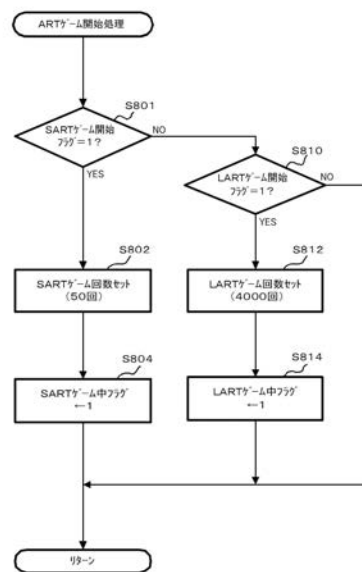 ARTゲーム開始処理
S801
SARTゲーム開始
フラグ=1?
NO
YES
S810
LARTゲーム開始
フラグ=1?
NO
YES
S802
SARTゲーム回数セット
(50回)
S812
LARTゲーム回数セット
(4000回)
S804
SARTゲーム中フラグ
←1
S814
LARTゲーム中フラグ
←1
リターン